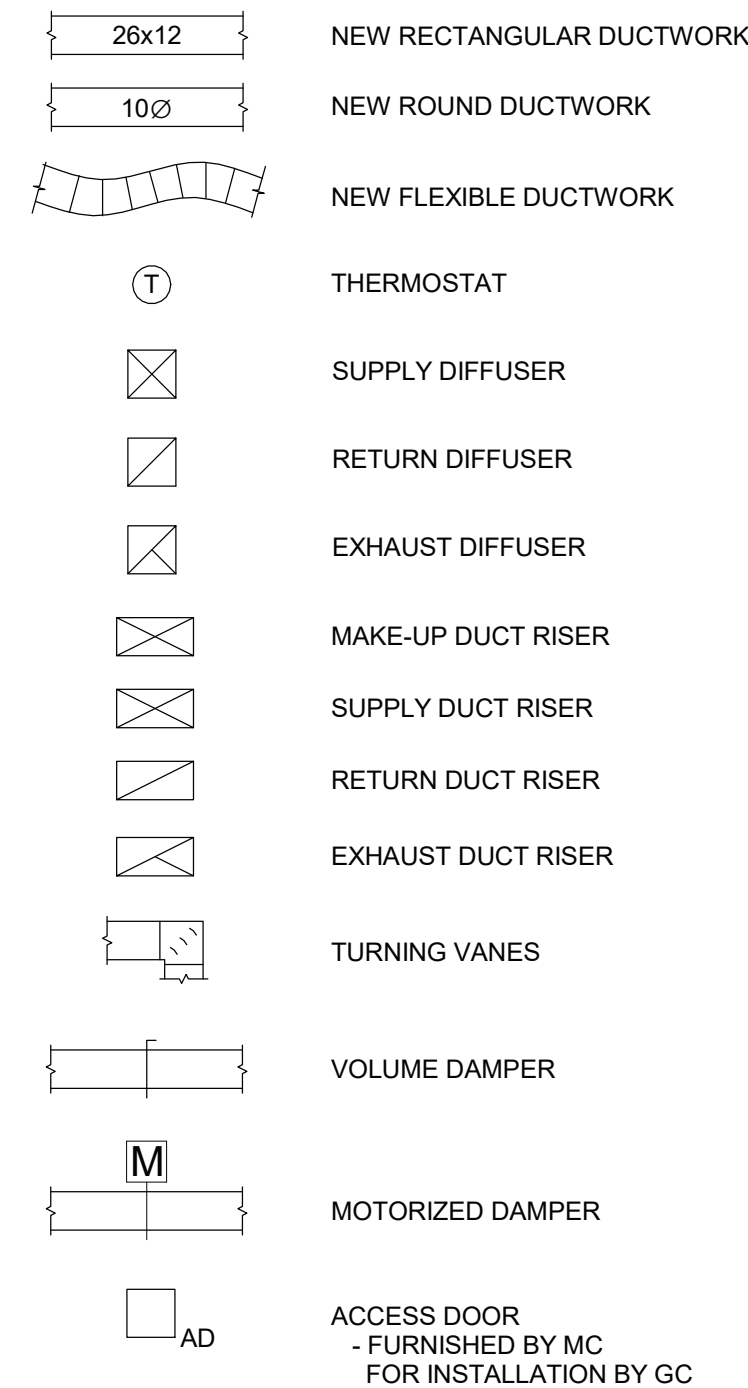 26x12 NEW RECTANGULAR DUCTWORK
10∅ NEW ROUND DUCTWORK
NEW FLEXIBLE DUCTWORK
T THERMOSTAT
SUPPLY DIFFUSER
RETURN DIFFUSER
EXHAUST DIFFUSER
MAKE-UP DUCT RISER
SUPPLY DUCT RISER
RETURN DUCT RISER
EXHAUST DUCT RISER
TURNING VANES
VOLUME DAMPER
M
MOTORIZED DAMPER
ACCESS DOOR
AD - FURNISHED BY MC
FOR INSTALLATION BY GC